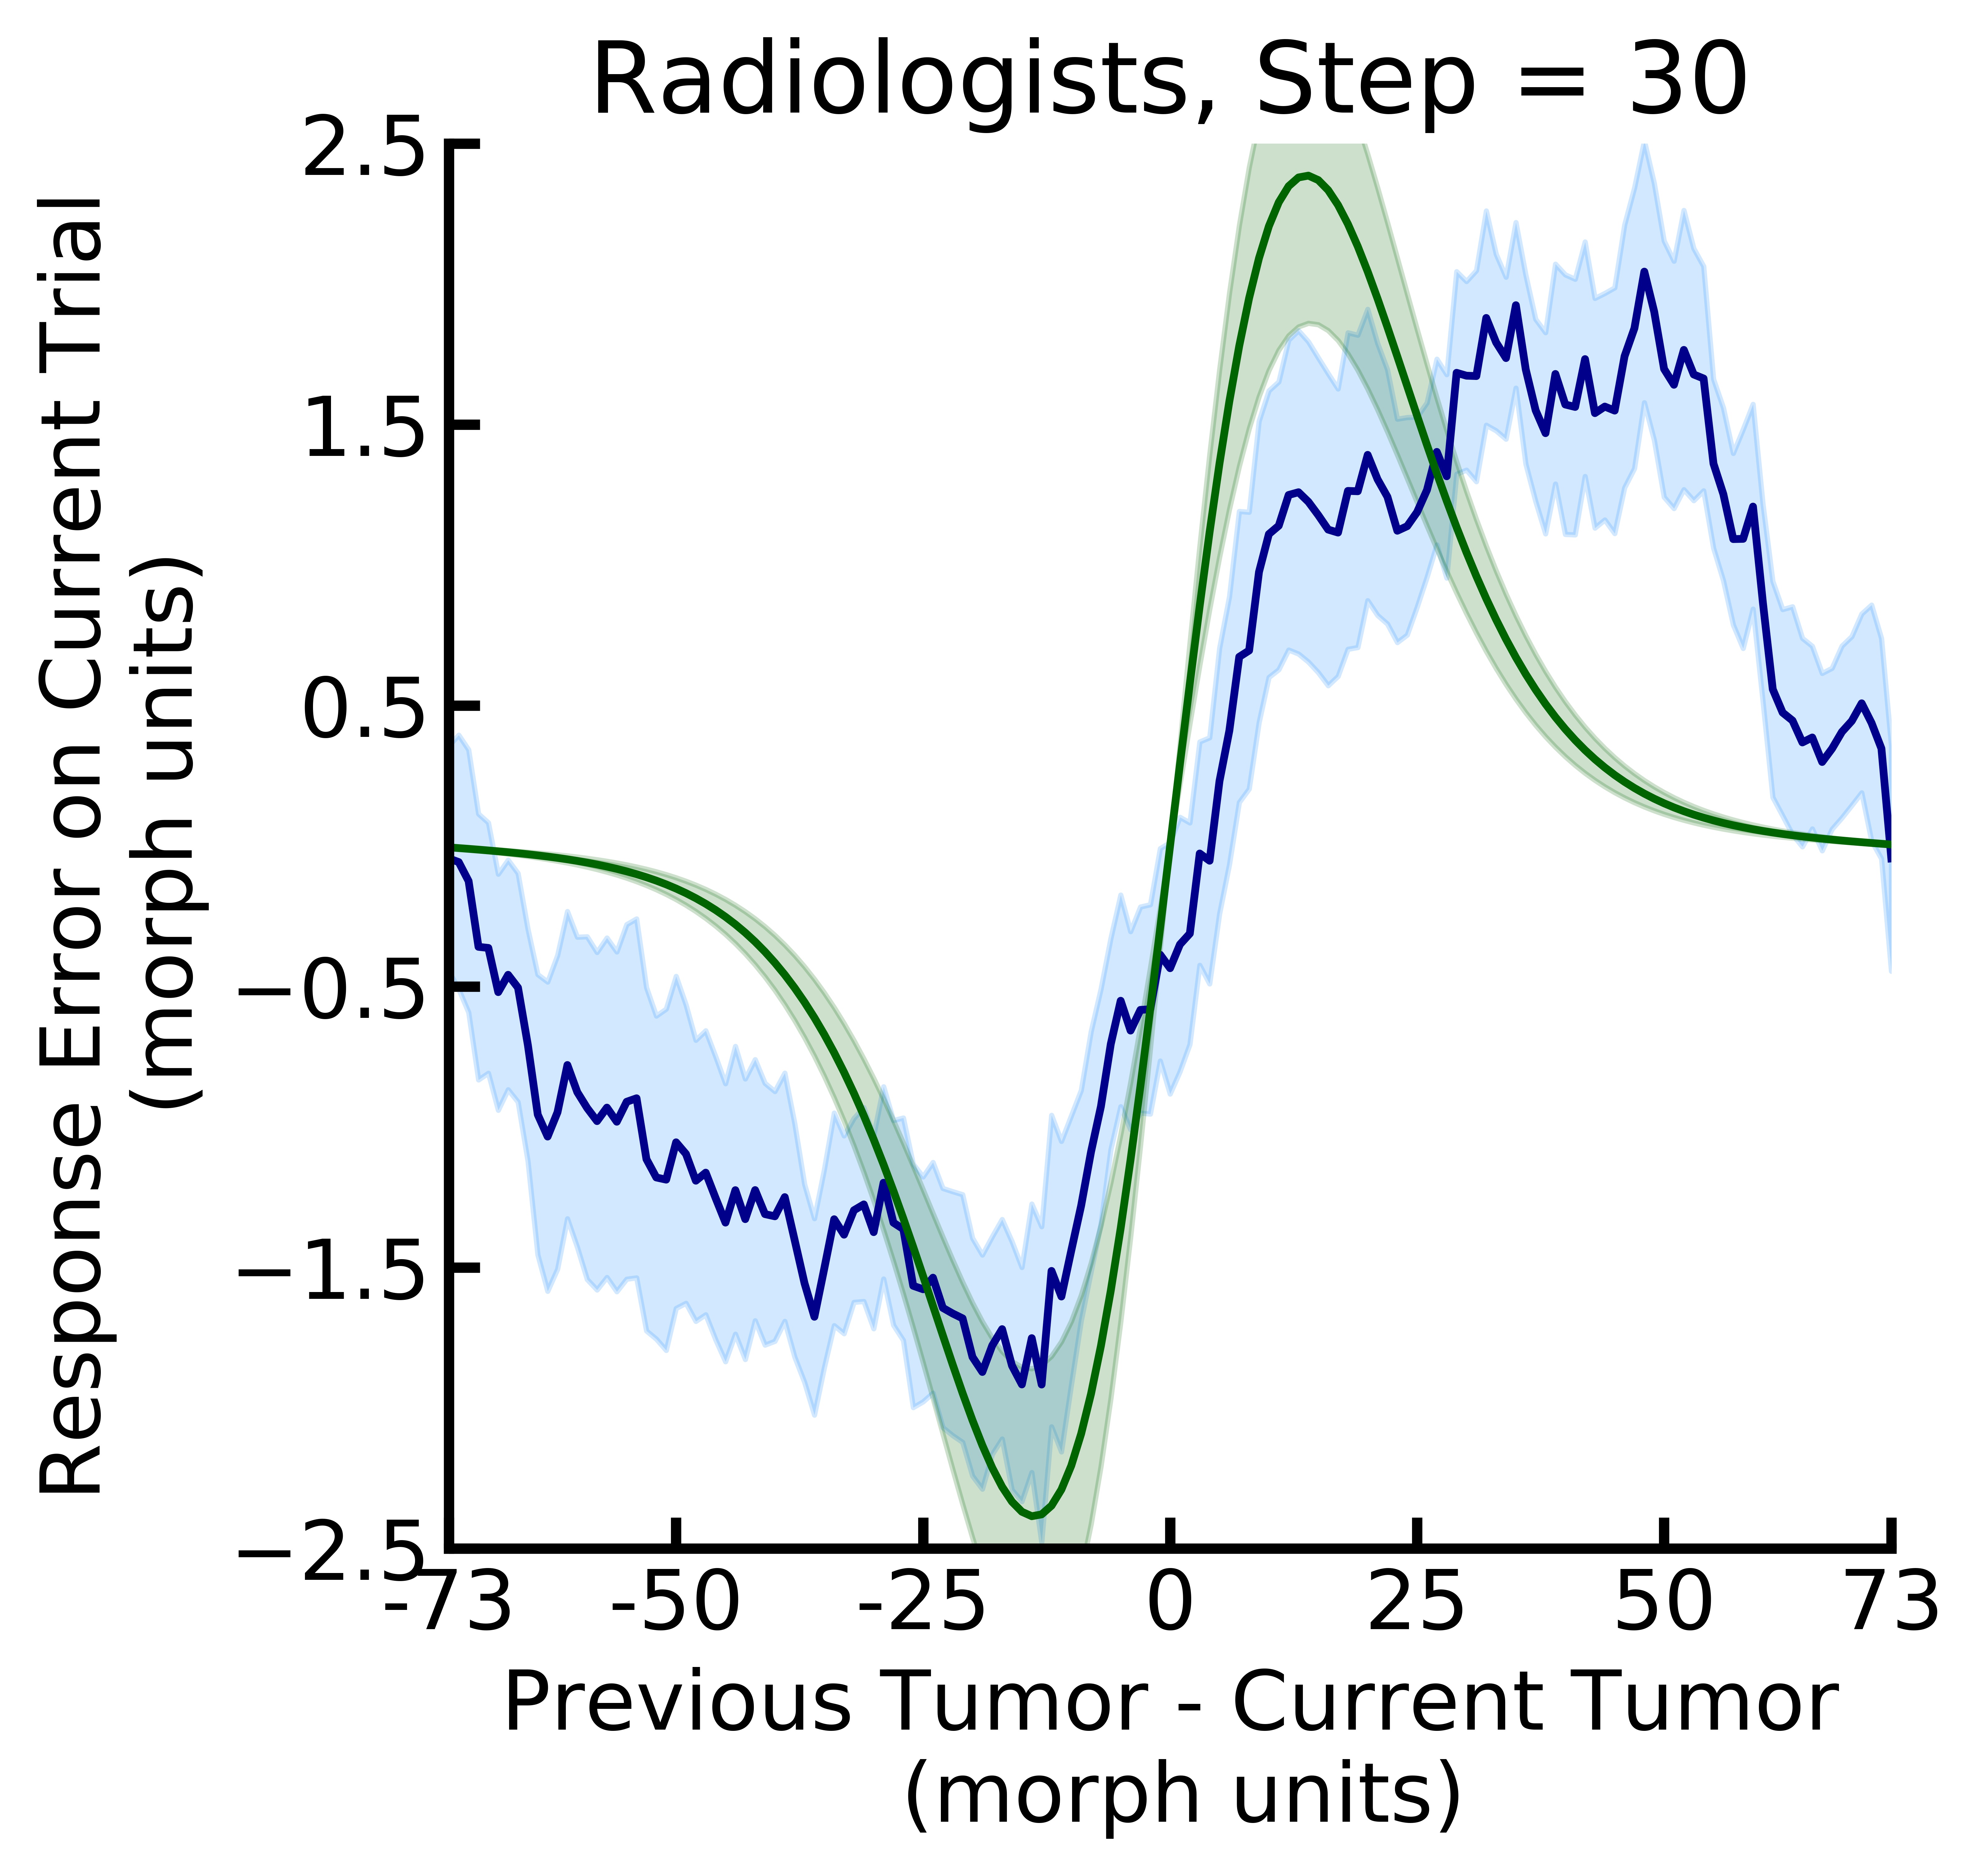 Radiologists, Step = 30
Response Error on Current Trial
(morph units)
2.5
1.5
0.5
−0.5
−1.5
−2.5
-73 -50 -25 0 25 50 73
Previous Tumor - Current Tumor
(morph units)